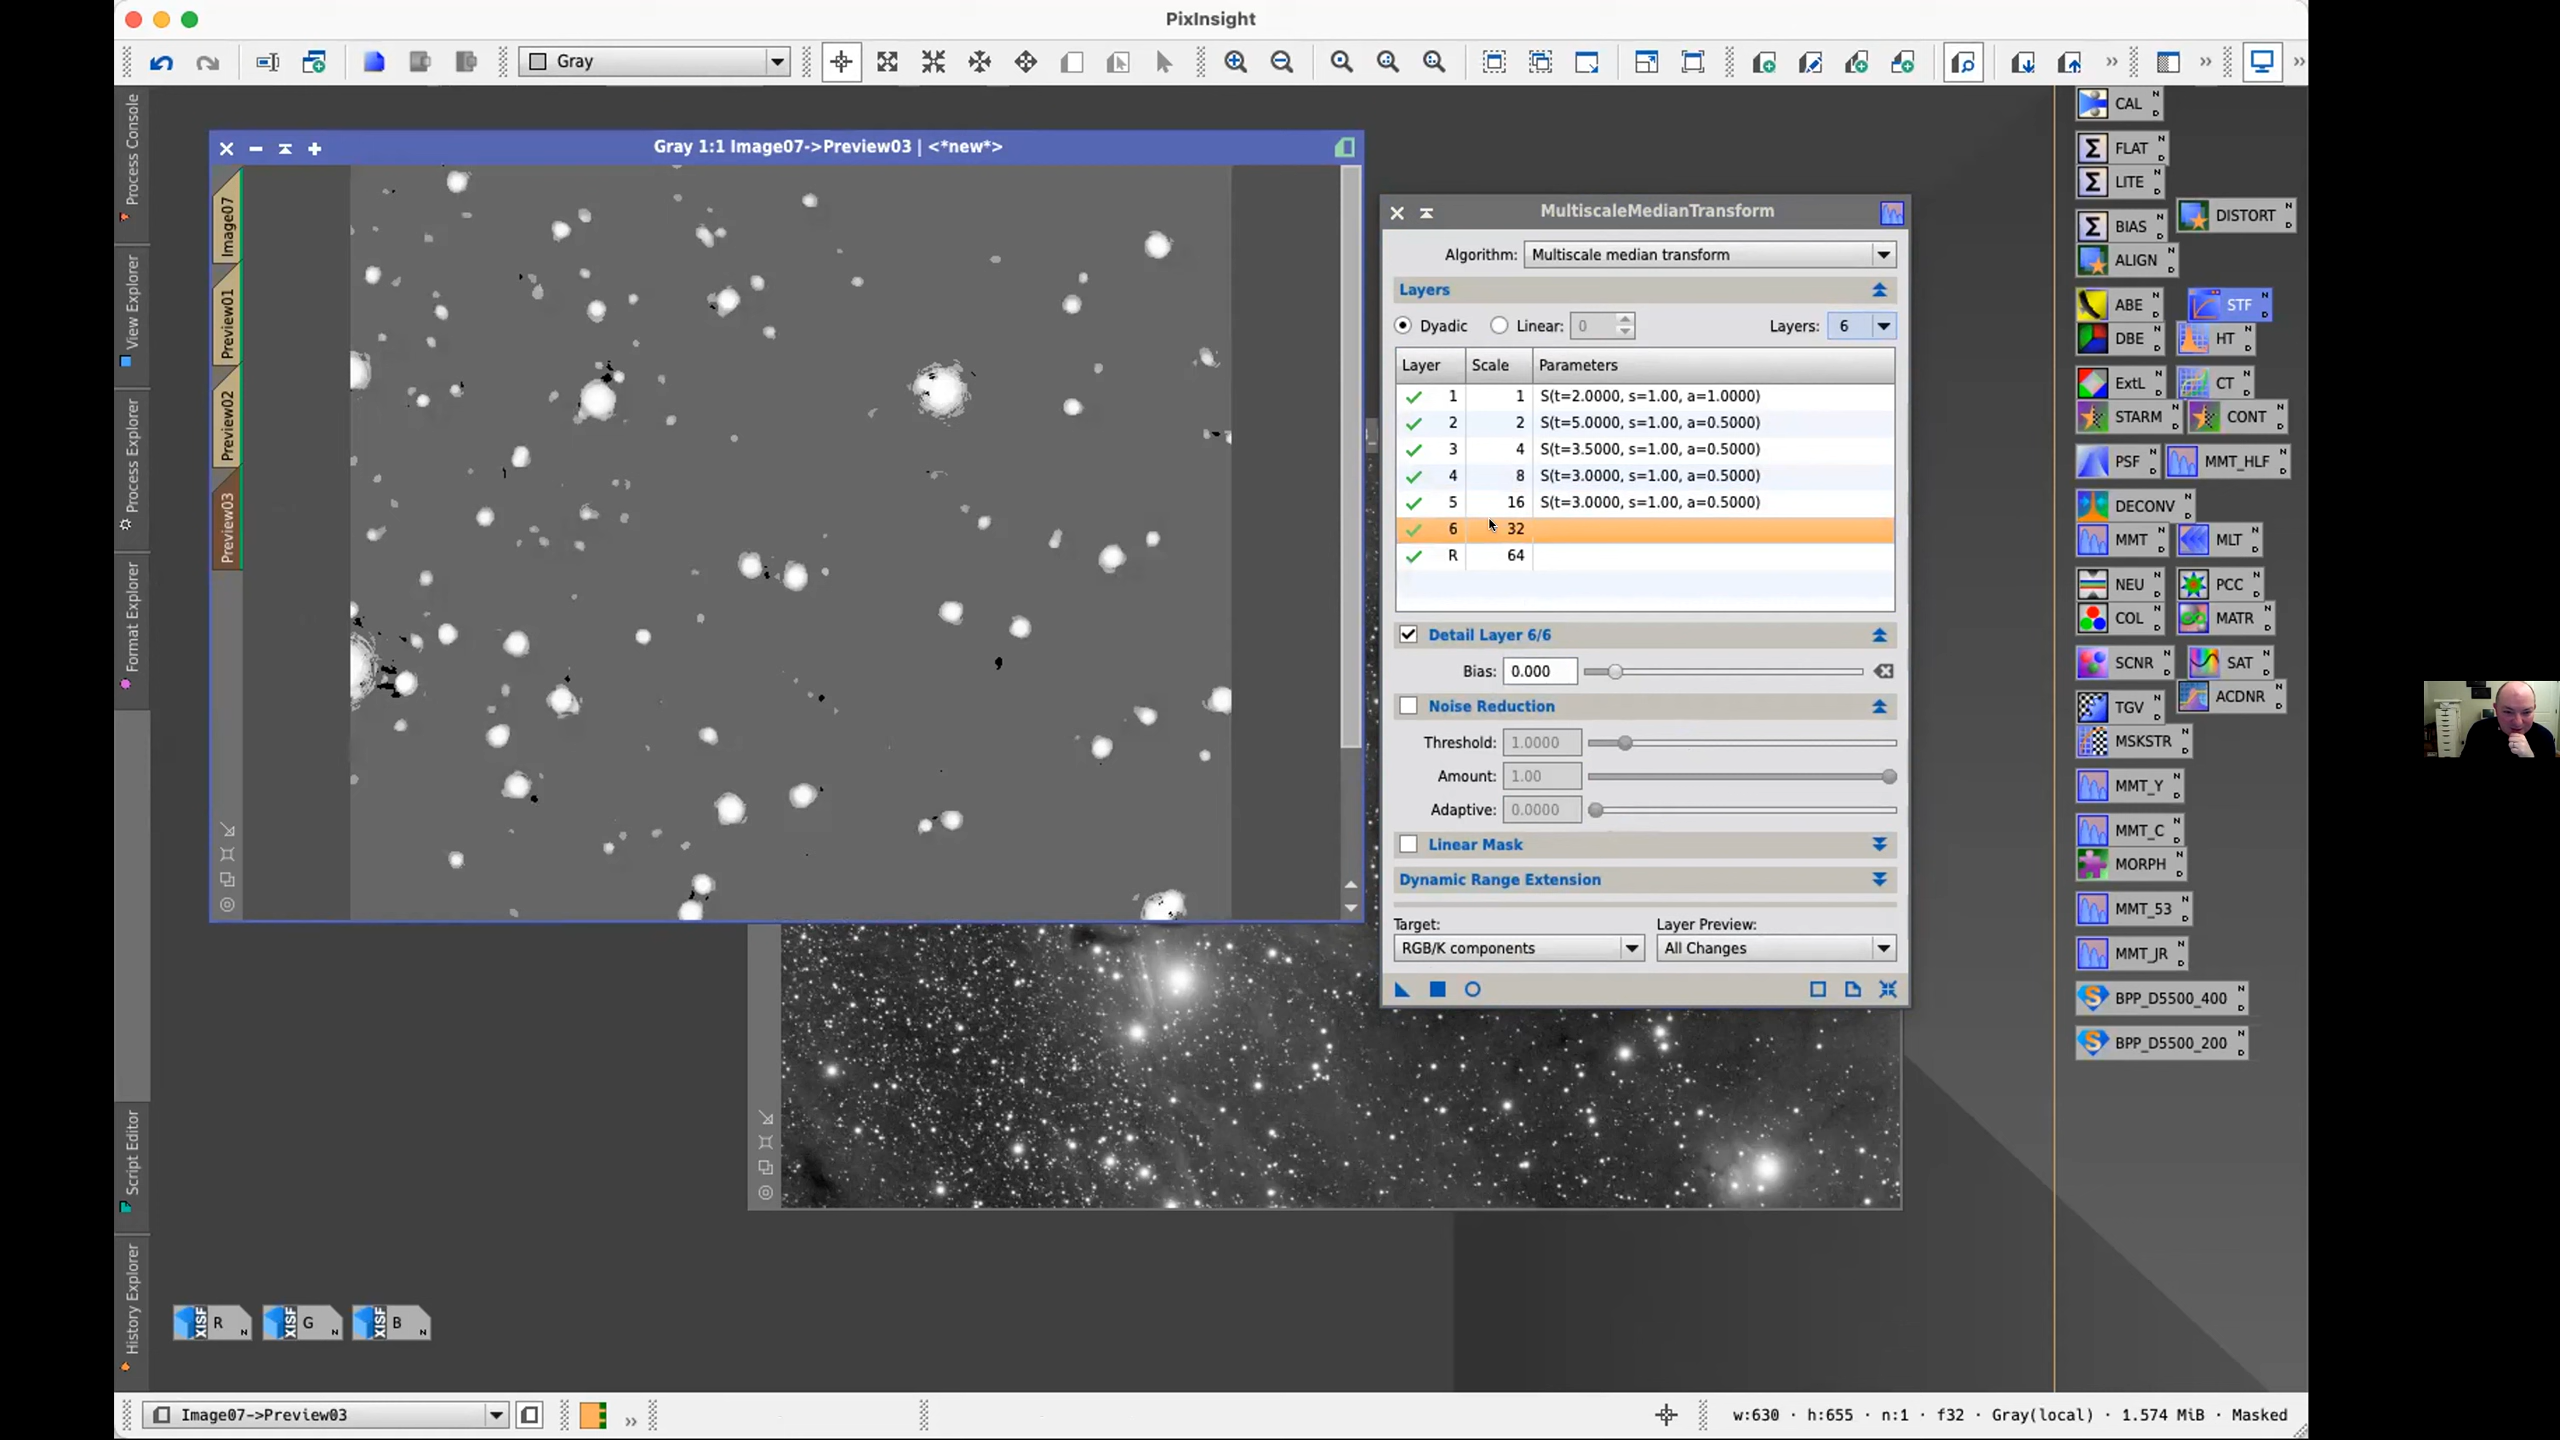 PixInsight
Gray
Process Console
View Explorer
Process Explorer
Format Explorer
Script Editor
History Explorer
Gray 1:1 Image07->Preview03 | <*new*>
Image07
Preview01
Preview02
Preview03
MultiscaleMedianTransform
Algorithm: Multiscale median transform
Layers
Dyadic Linear: 0 Layers: 6
Layer Scale Parameters
1 1 S(t=2.0000, s=1.00, a=1.0000)
2 2 S(t=5.0000, s=1.00, a=0.5000)
3 4 S(t=3.5000, s=1.00, a=0.5000)
4 8 S(t=3.0000, s=1.00, a=0.5000)
5 16 S(t=3.0000, s=1.00, a=0.5000)
6 32
R 64
Detail Layer 6/6
Bias: 0.000
Noise Reduction
Threshold: 1.0000
Amount: 1.00
Adaptive: 0.0000
Linear Mask
Dynamic Range Extension
Target: Layer Preview:
RGB/K components All Changes
CAL N D
FLAT N D
LITE N D
DISTORT N D
BIAS N D
ALIGN N D
ABE N D STF N D
DBE N D HT N D
ExtL N D CT N D
STARM N D CONT N D
PSF N D MMT_HLF N D
DECONV N D
MMT N D MLT N D
NEU N D PCC N D
COL N D MATR N D
SCNR N D SAT N D
TGV N D ACDNR N D
MSKSTR N D
MMT_Y N D
MMT_C N D
MORPH N D
MMT_53 N D
MMT_JR N D
BPP_D5500_400 N D
BPP_D5500_200 N D
XISF R N XISF G N XISF B N
Image07->Preview03
w:630 · h:655 · n:1 · f32 · Gray(local) · 1.574 MiB · Masked